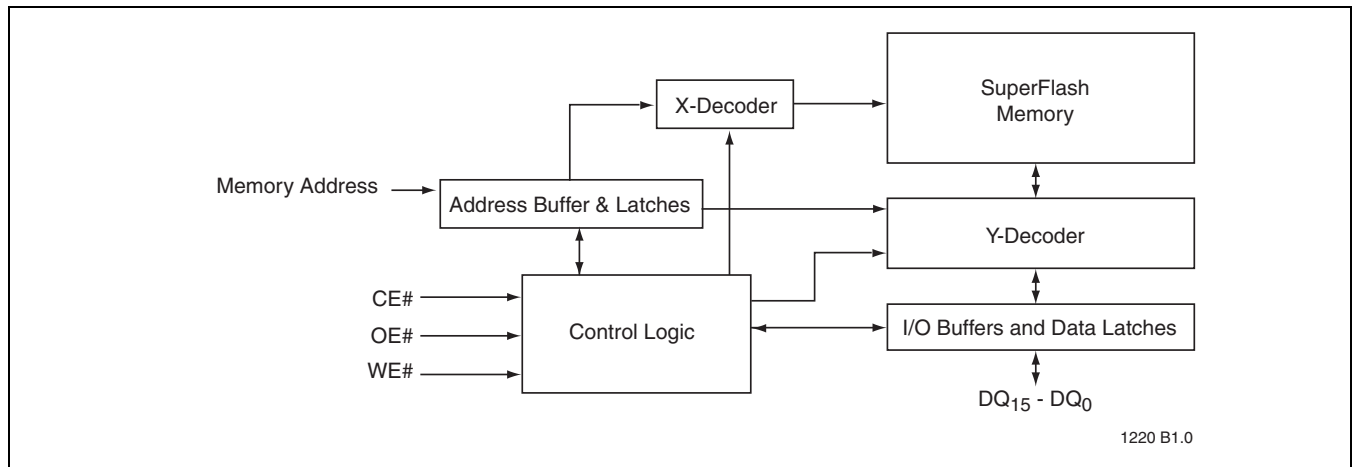 SuperFlash
Memory
X-Decoder
Memory Address
Address Buffer & Latches
Y-Decoder
CE#
OE#
WE#
Control Logic
I/O Buffers and Data Latches
DQ15 - DQ0
1220 B1.0